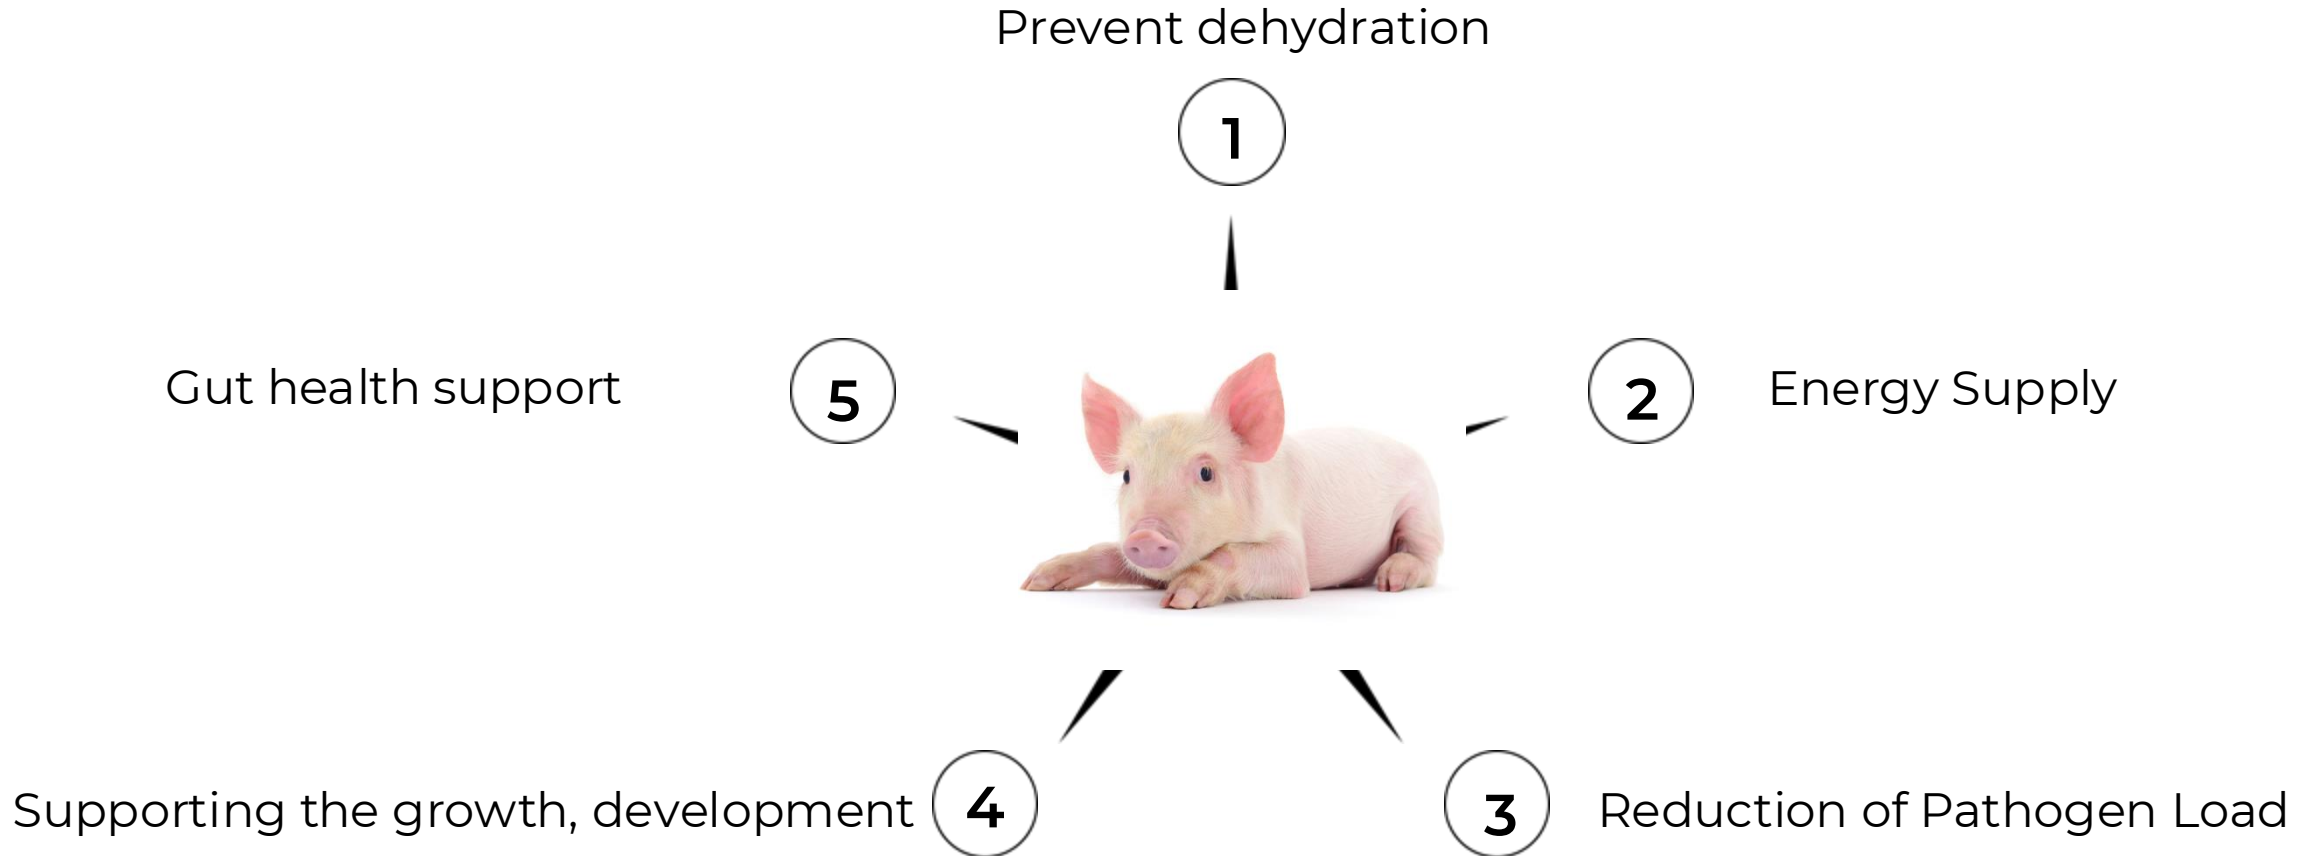 Prevent dehydration
1
Gut health support
5
2
Energy Supply
Supporting the growth, development
4
3
Reduction of Pathogen Load